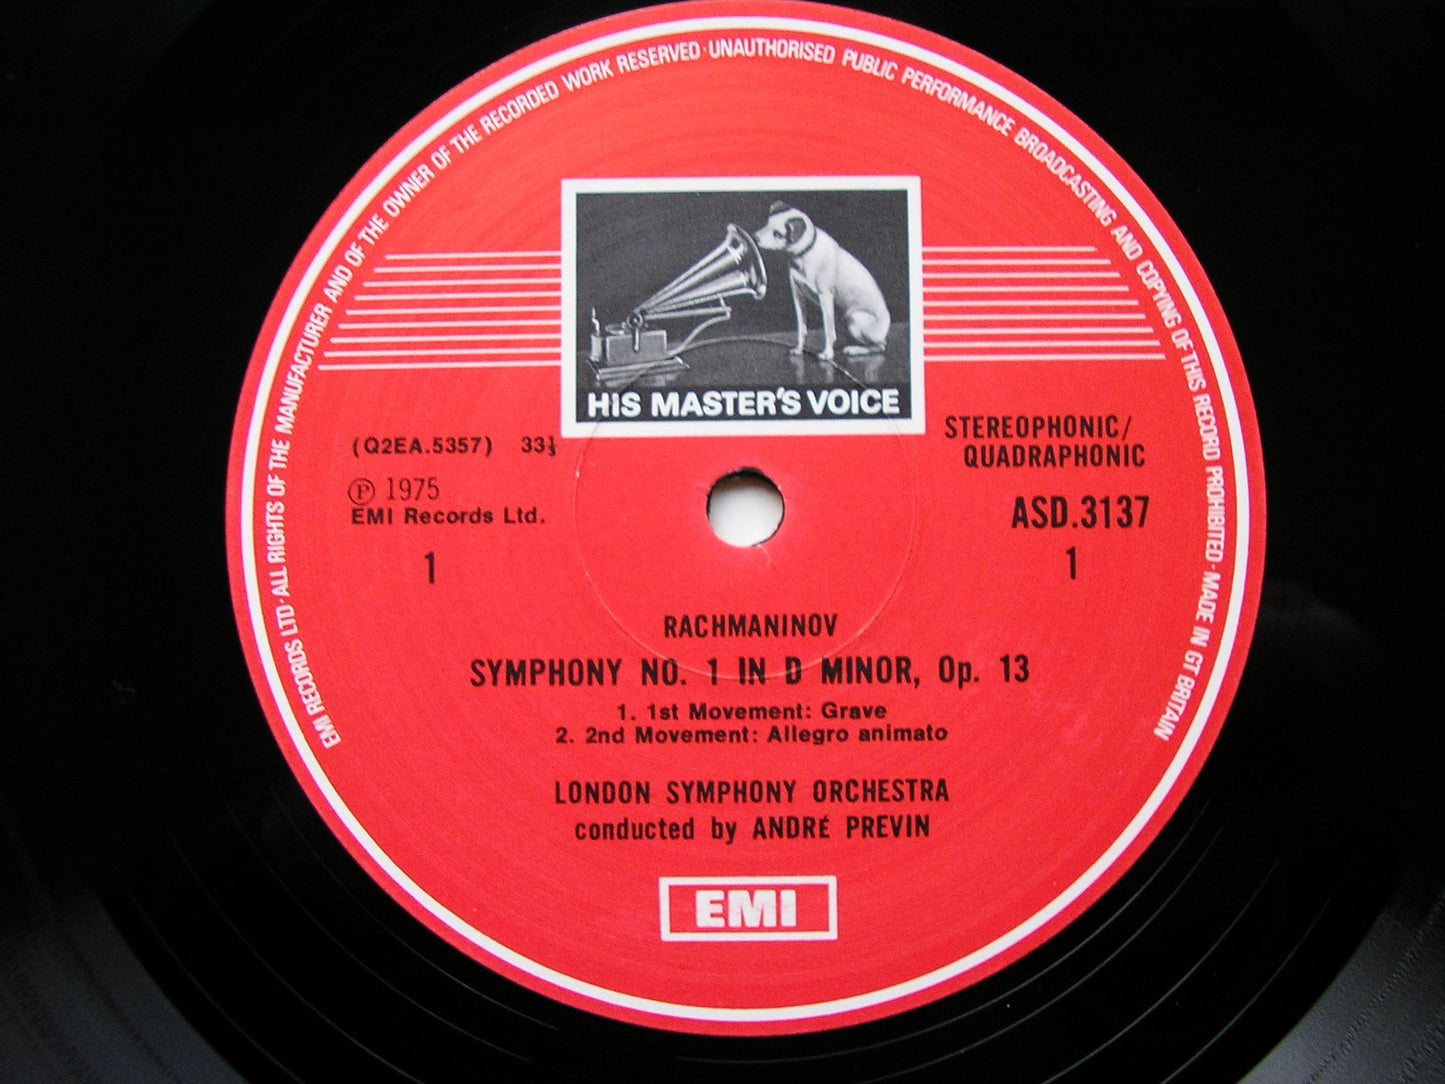 EMI RECORDS LTD·ALL RIGHTS OF THE MANUFACTURER AND OF THE OWNER OF THE RECORDED WORK RESERVED·UNAUTHORISED PUBLIC PERFORMANCE BROADCASTING AND COPYING OF THIS RECORD PROHIBITED·MADE IN GT BRITAIN
HIS MASTER'S VOICE
STEREOPHONIC/
QUADRAPHONIC
(Q2EA.5357) 33⅓
Ⓟ 1975
EMI Records Ltd.
ASD.3137
1
1
RACHMANINOV
SYMPHONY NO. 1 IN D MINOR, Op. 13
1. 1st Movement: Grave
2. 2nd Movement: Allegro animato
LONDON SYMPHONY ORCHESTRA
conducted by ANDRÉ PREVIN
EMI